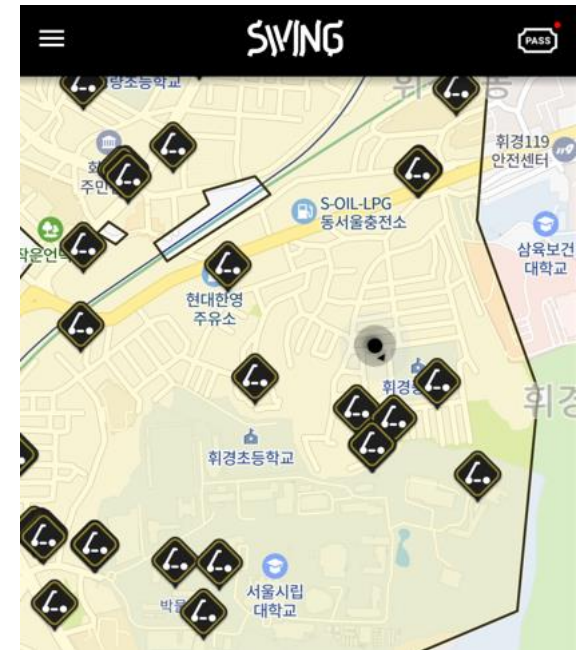 SWING
PASS
휘경119
안전센터
S-OIL-LPG
동서울충전소
삼육보건
대학교
현대한영
주유소
휘경초등학교
서울시립
대학교